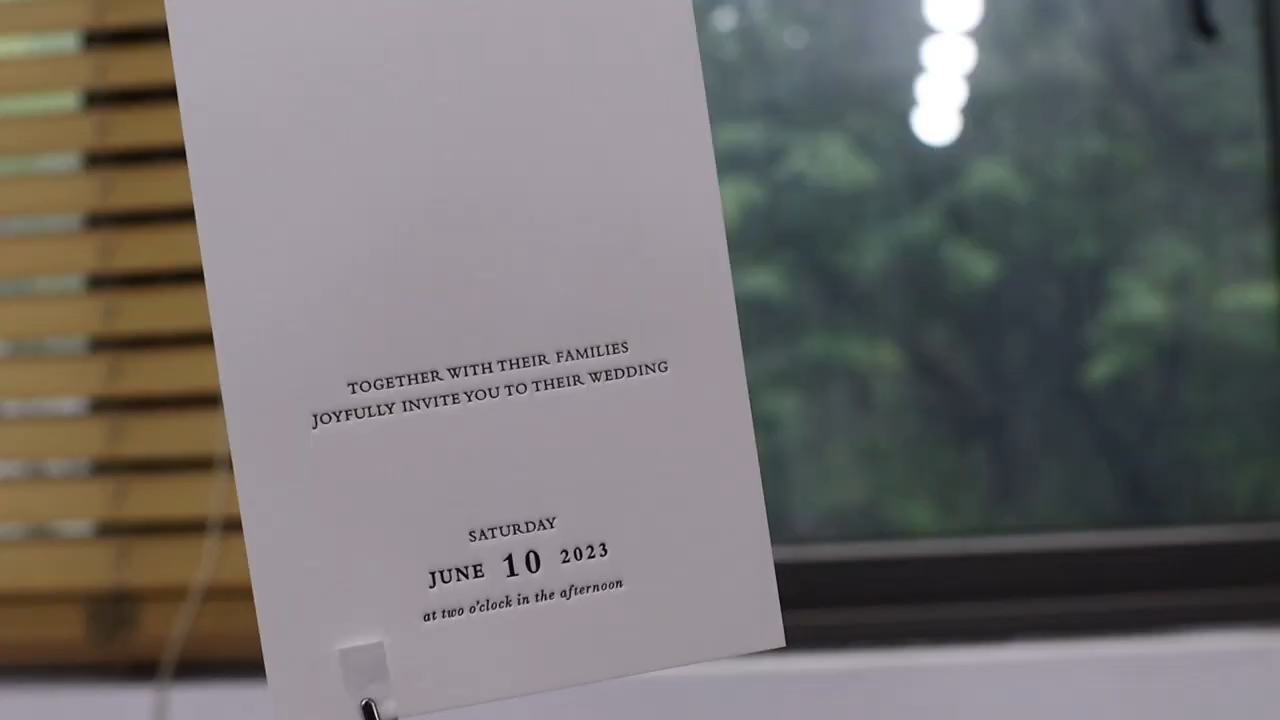 TOGETHER WITH THEIR FAMILIES
JOYFULLY INVITE YOU TO THEIR WEDDING
SATURDAY
JUNE 10 2023
at two o'clock in the afternoon